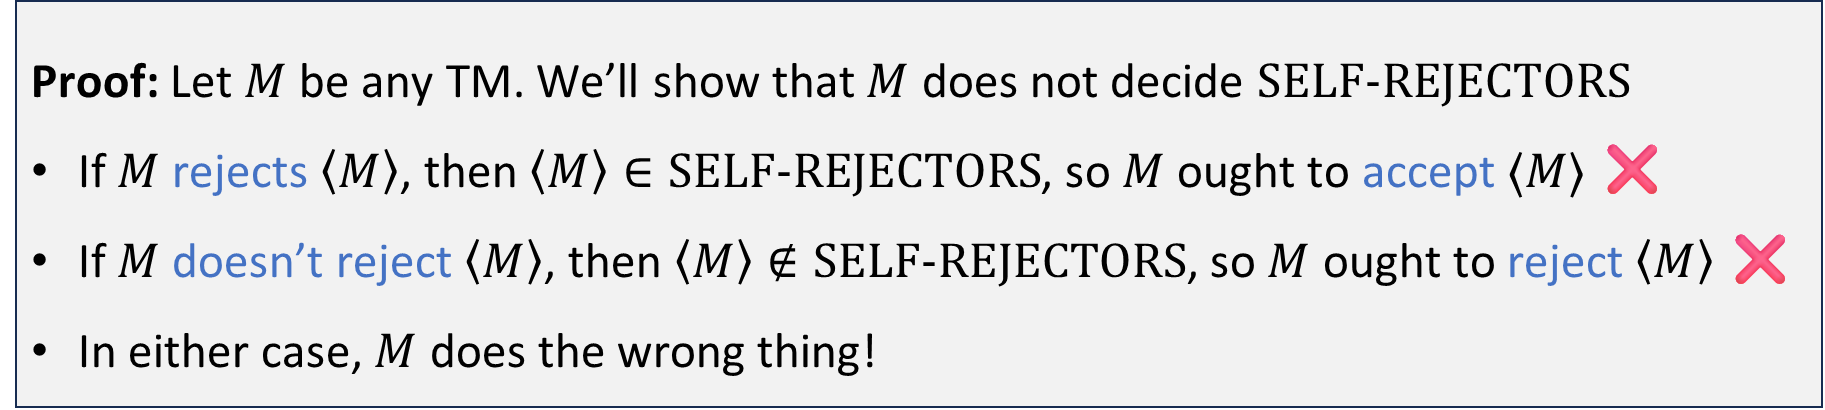 Proof: Let 𝑀 be any TM. We’ll show that 𝑀 does not decide SELF-REJECTORS
• If 𝑀 rejects ⟨𝑀⟩, then ⟨𝑀⟩ ∈ SELF-REJECTORS, so 𝑀 ought to accept ⟨𝑀⟩ ❌
• If 𝑀 doesn’t reject ⟨𝑀⟩, then ⟨𝑀⟩ ∉ SELF-REJECTORS, so 𝑀 ought to reject ⟨𝑀⟩ ❌
• In either case, 𝑀 does the wrong thing!